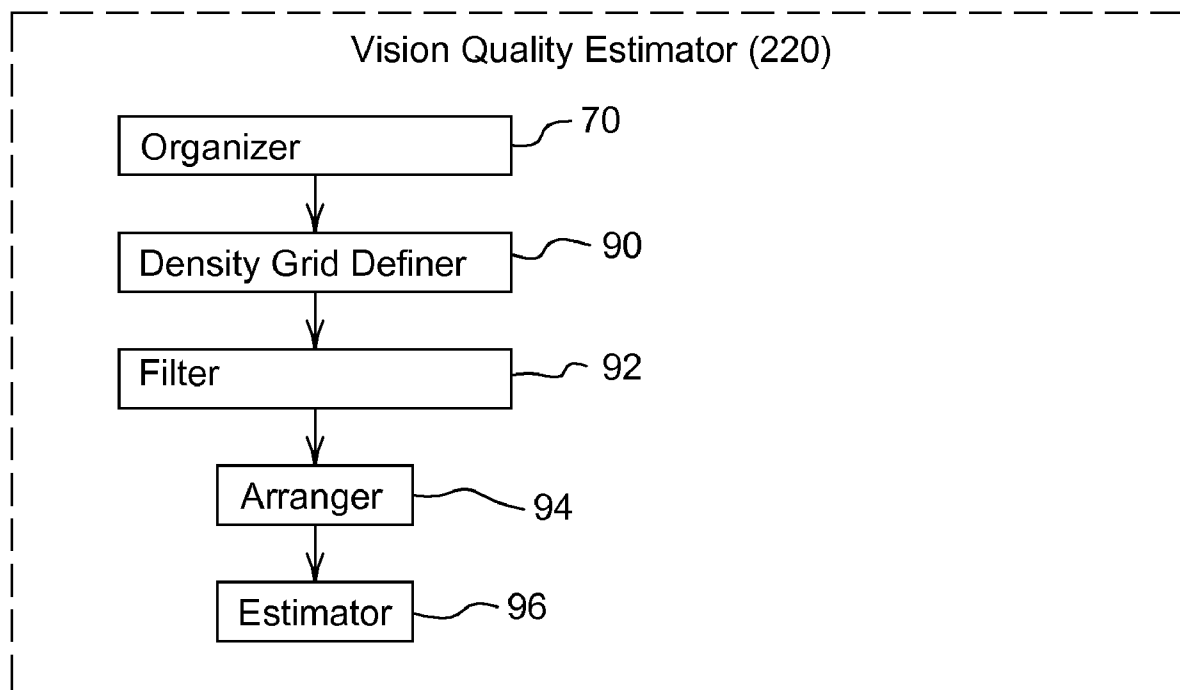 Vision Quality Estimator (220)
Organizer
70
Density Grid Definer
90
Filter
92
Arranger
94
Estimator
96